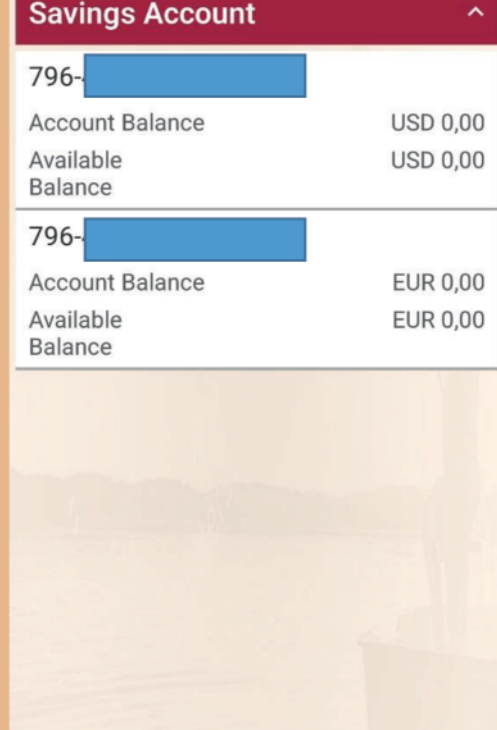 Savings Account
796-
Account Balance USD 0,00
Available USD 0,00
Balance
796-
Account Balance EUR 0,00
Available EUR 0,00
Balance